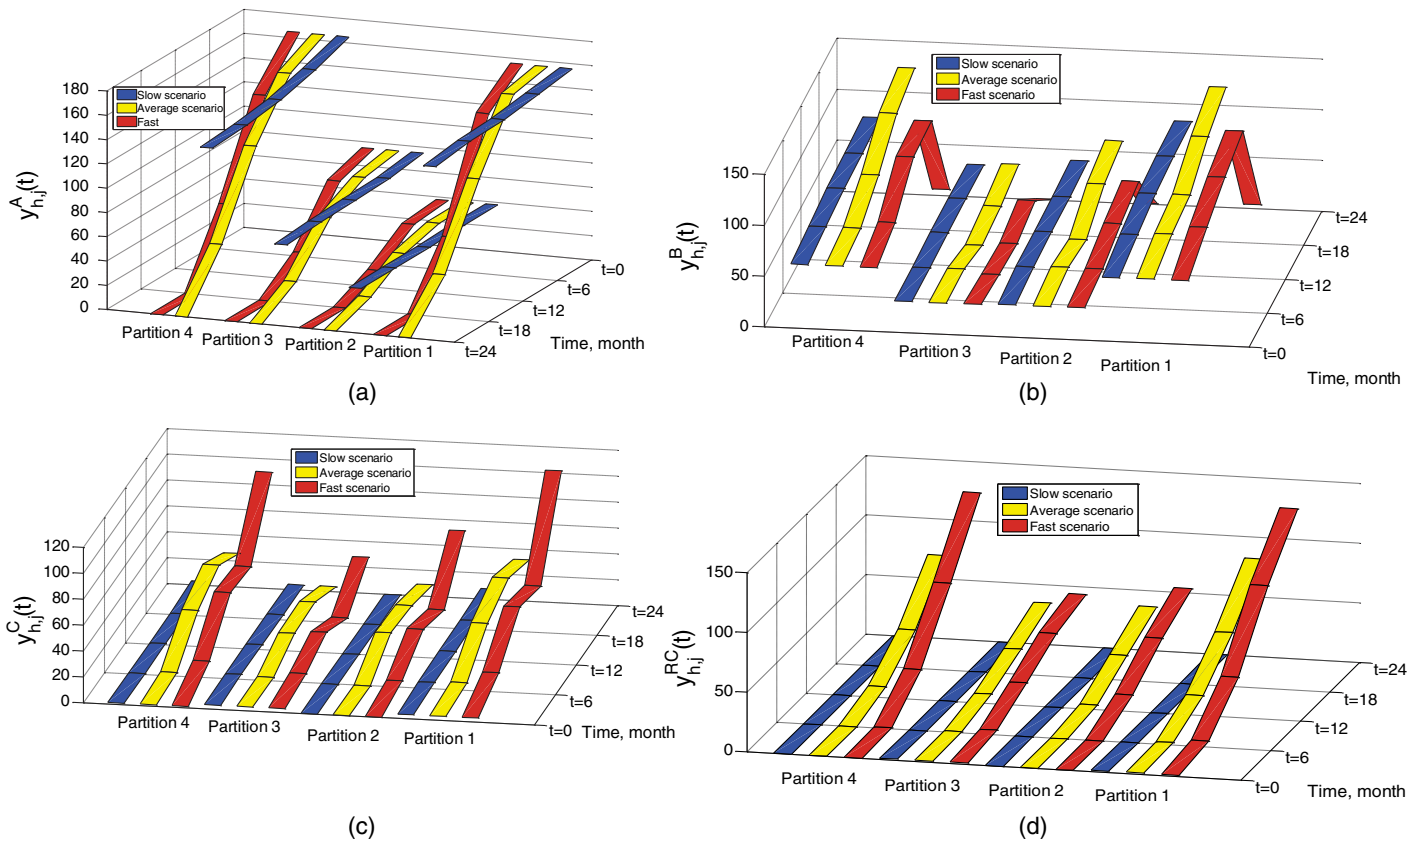 180
160
140
120
100
80
60
40
20
0
y^A_{h,j}(t)
Slow scenario
Average scenario
Fast
Partition 4
Partition 3
Partition 2
Partition 1
t=0
t=6
t=12
t=18
t=24
Time, month
(a)
150
100
50
0
y^B_{h,j}(t)
Slow scenario
Average scenario
Fast scenario
Partition 4
Partition 3
Partition 2
Partition 1
t=24
t=18
t=12
t=6
t=0
Time, month
(b)
120
100
80
60
40
20
0
y^C_{h,j}(t)
Slow scenario
Average scenario
Fast scenario
Partition 4
Partition 3
Partition 2
Partition 1
t=24
t=18
t=12
t=6
t=0 Time, month
(c)
150
100
50
0
y^{RC}_{h,j}(t)
Slow scenario
Average scenario
Fast scenario
Partition 4
Partition 3
Partition 2
Partition 1
t=24
t=18
t=12
t=6
t=0
Time, month
(d)